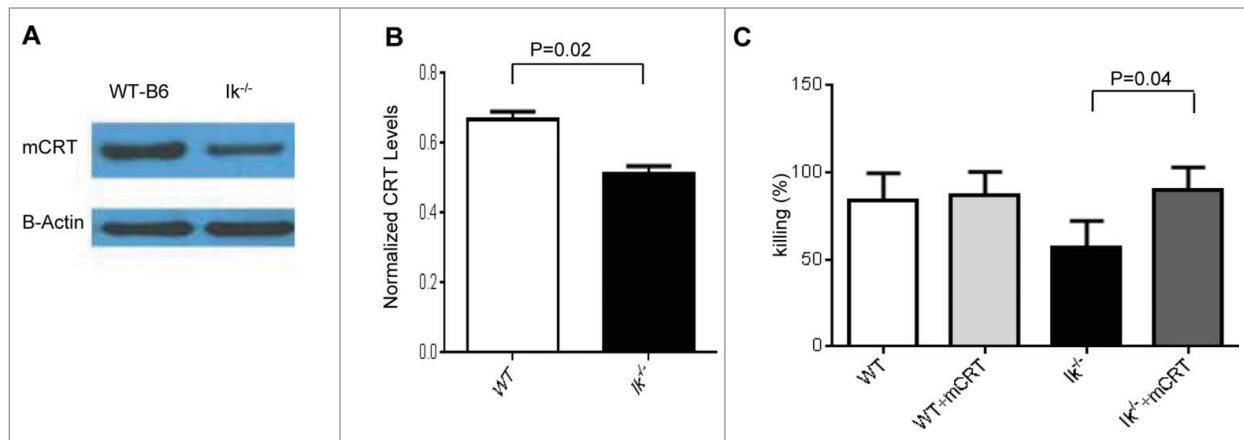 A
WT-B6 Ik-/-
mCRT
B-Actin
B
P=0.02
0.8
0.6
0.4
0.2
0.0
Normalized CRT Levels
WT
Ik-/-
C
P=0.04
150
100
50
0
killing (%)
WT
WT+mCRT
Ik-/-
Ik-/-+mCRT